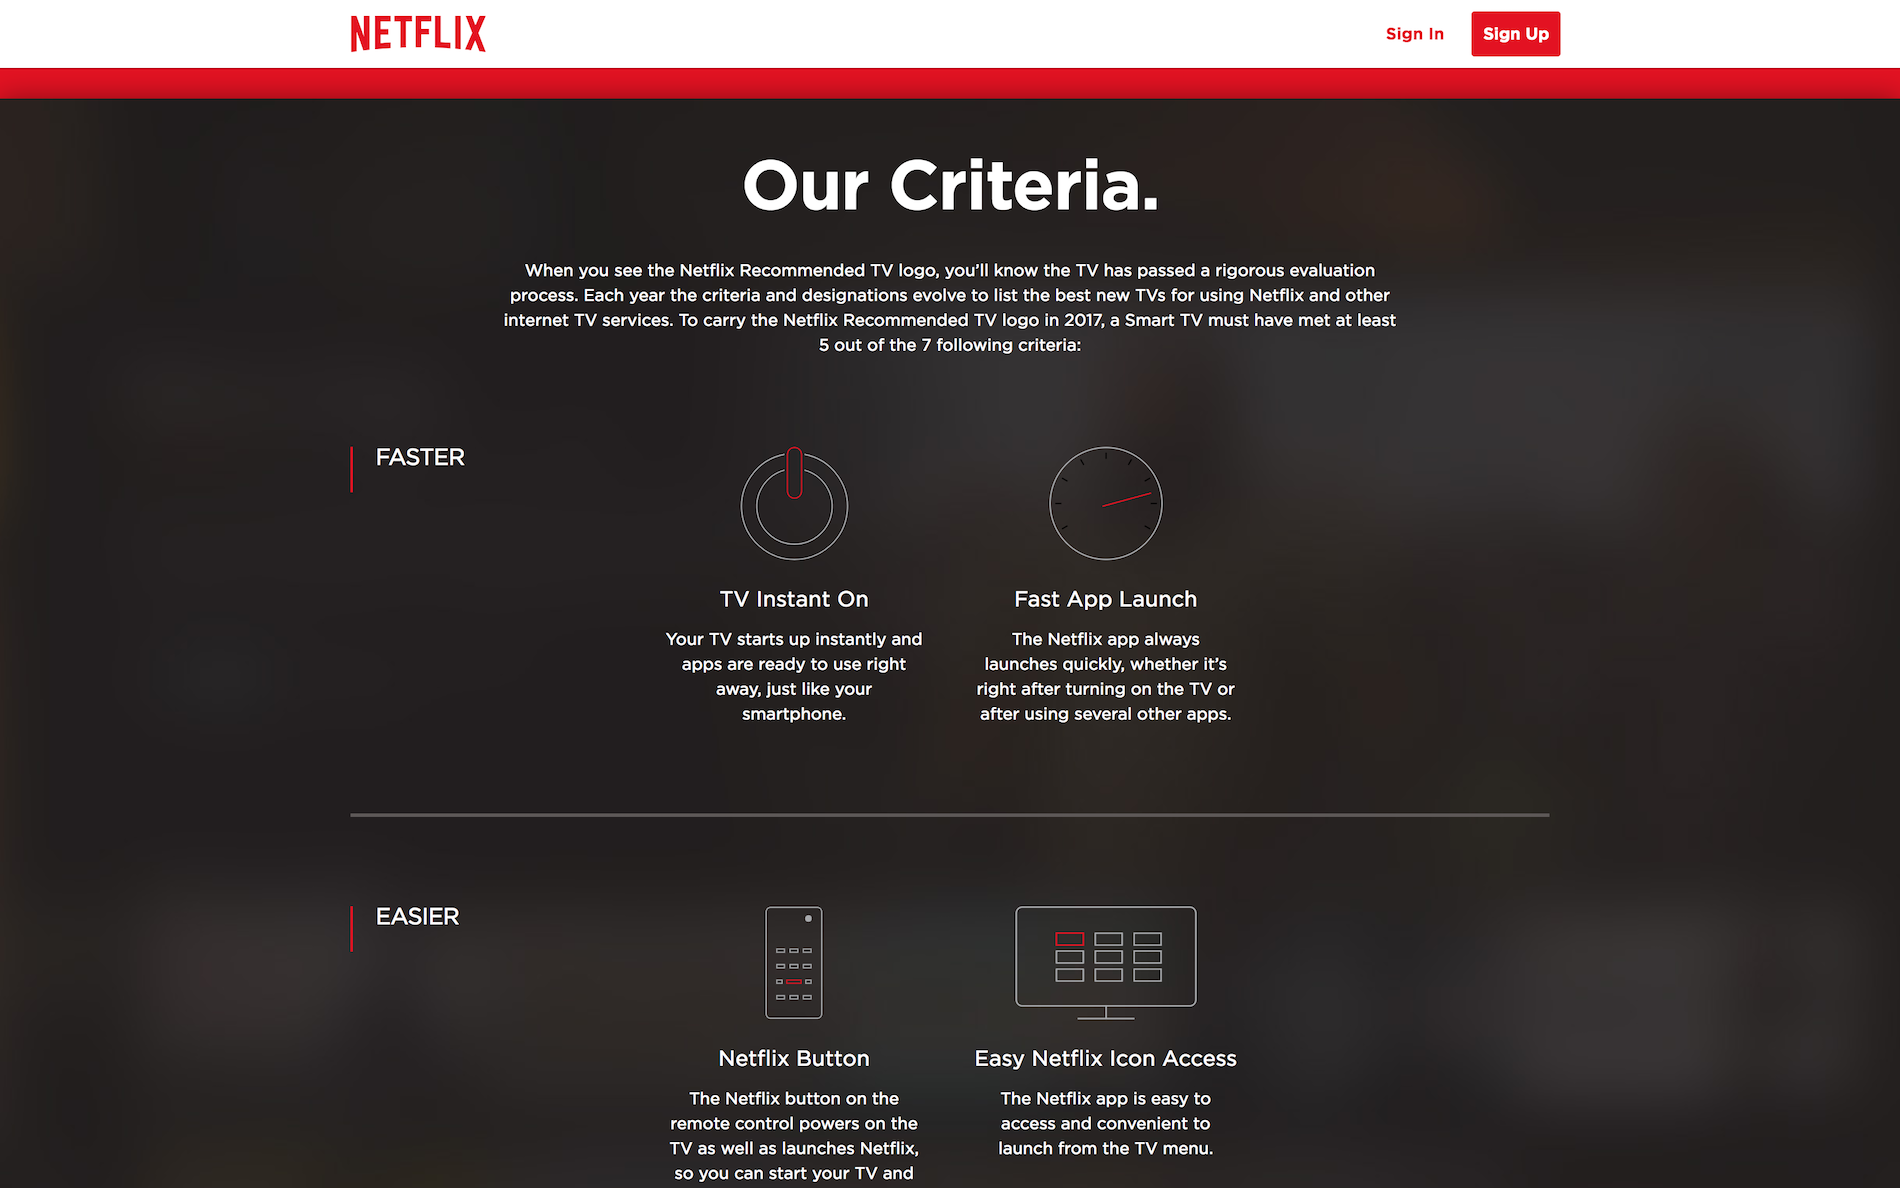 NETFLIX
Sign In
Sign Up
Our Criteria.
When you see the Netflix Recommended TV logo, you’ll know the TV has passed a rigorous evaluation
process. Each year the criteria and designations evolve to list the best new TVs for using Netflix and other
internet TV services. To carry the Netflix Recommended TV logo in 2017, a Smart TV must have met at least
5 out of the 7 following criteria:
FASTER
TV Instant On
Your TV starts up instantly and
apps are ready to use right
away, just like your
smartphone.
Fast App Launch
The Netflix app always
launches quickly, whether it’s
right after turning on the TV or
after using several other apps.
EASIER
Netflix Button
The Netflix button on the
remote control powers on the
TV as well as launches Netflix,
so you can start your TV and
Easy Netflix Icon Access
The Netflix app is easy to
access and convenient to
launch from the TV menu.